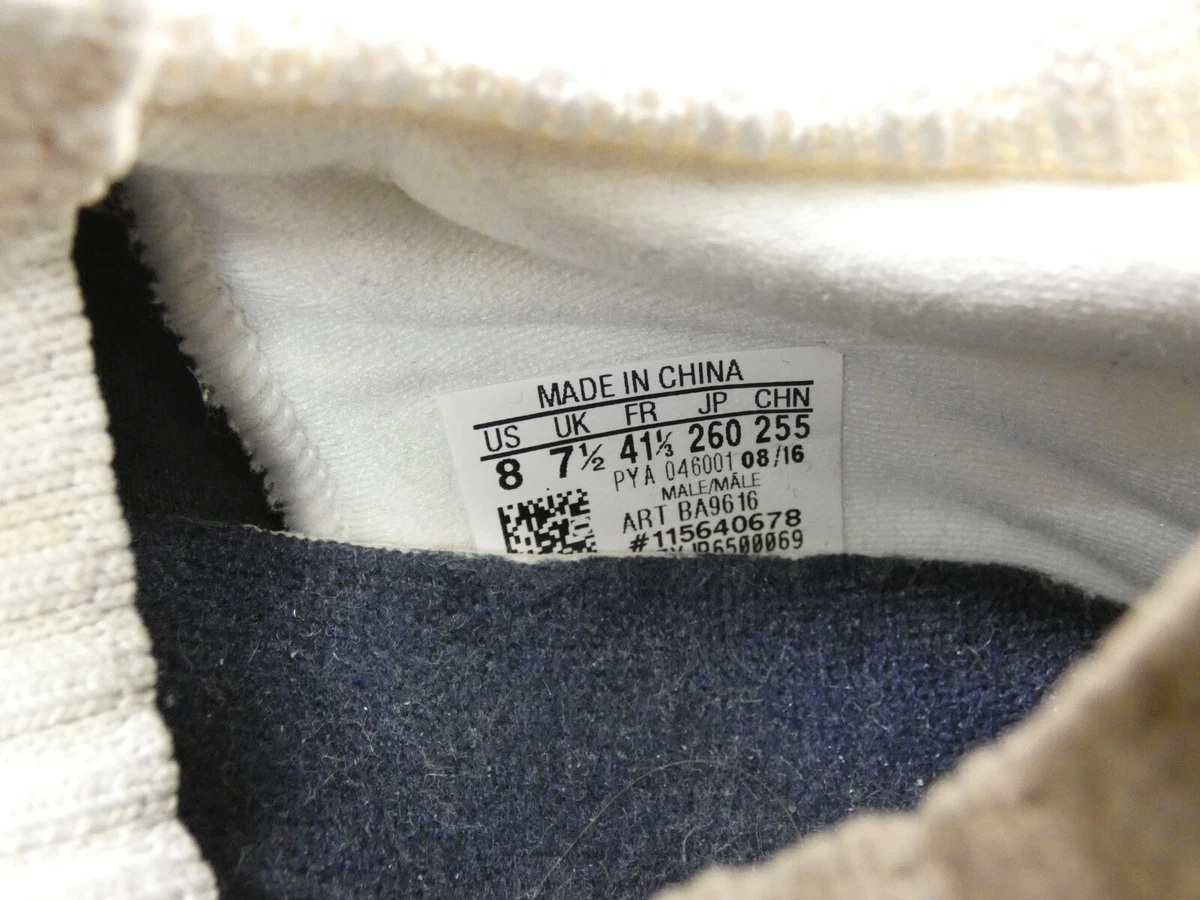 MADE IN CHINA
US UK FR JP CHN
8 7½ 41⅓ 260 255
PYA 046001 08/16
MALE/MÂLE
ART BA9616
#115640678